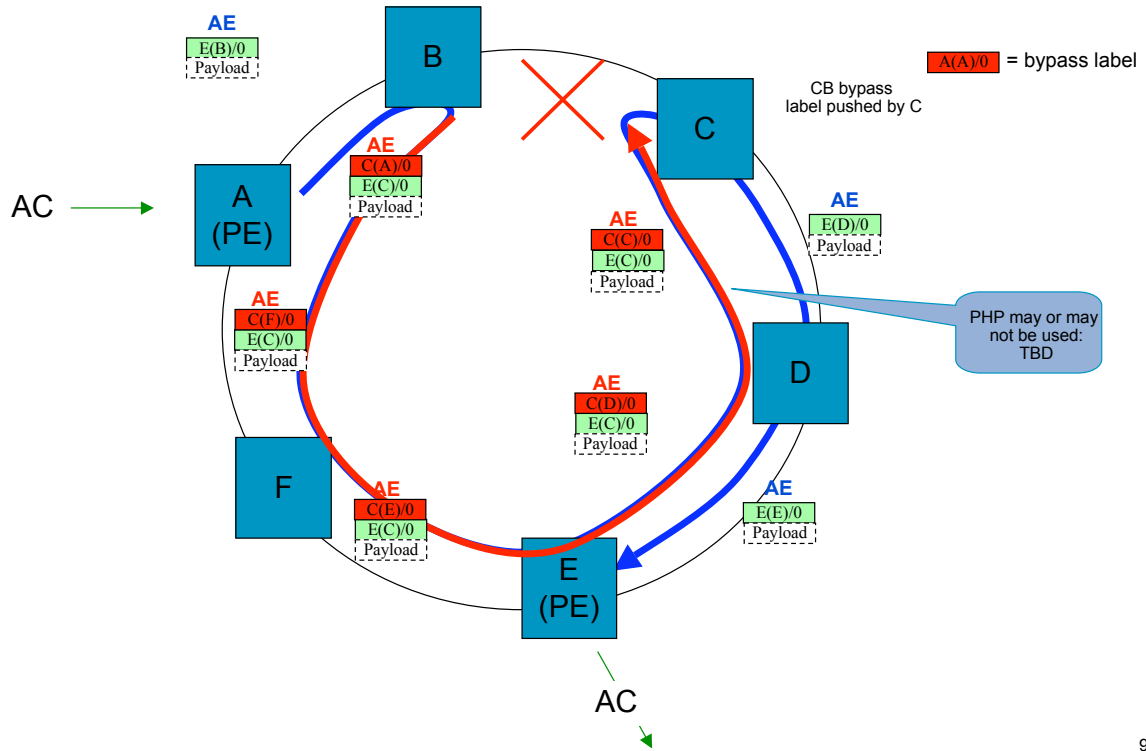 AE
E(B)/0
Payload
B
A(A)/0 = bypass label
CB bypass
label pushed by C
C
AE
C(A)/0
E(C)/0
Payload
A
(PE)
AC
AE
E(D)/0
Payload
AE
C(C)/0
E(C)/0
Payload
AE
C(F)/0
E(C)/0
Payload
PHP may or may
not be used:
TBD
D
AE
C(D)/0
E(C)/0
Payload
F
AE
C(E)/0
E(C)/0
Payload
AE
E(E)/0
Payload
E
(PE)
AC
9